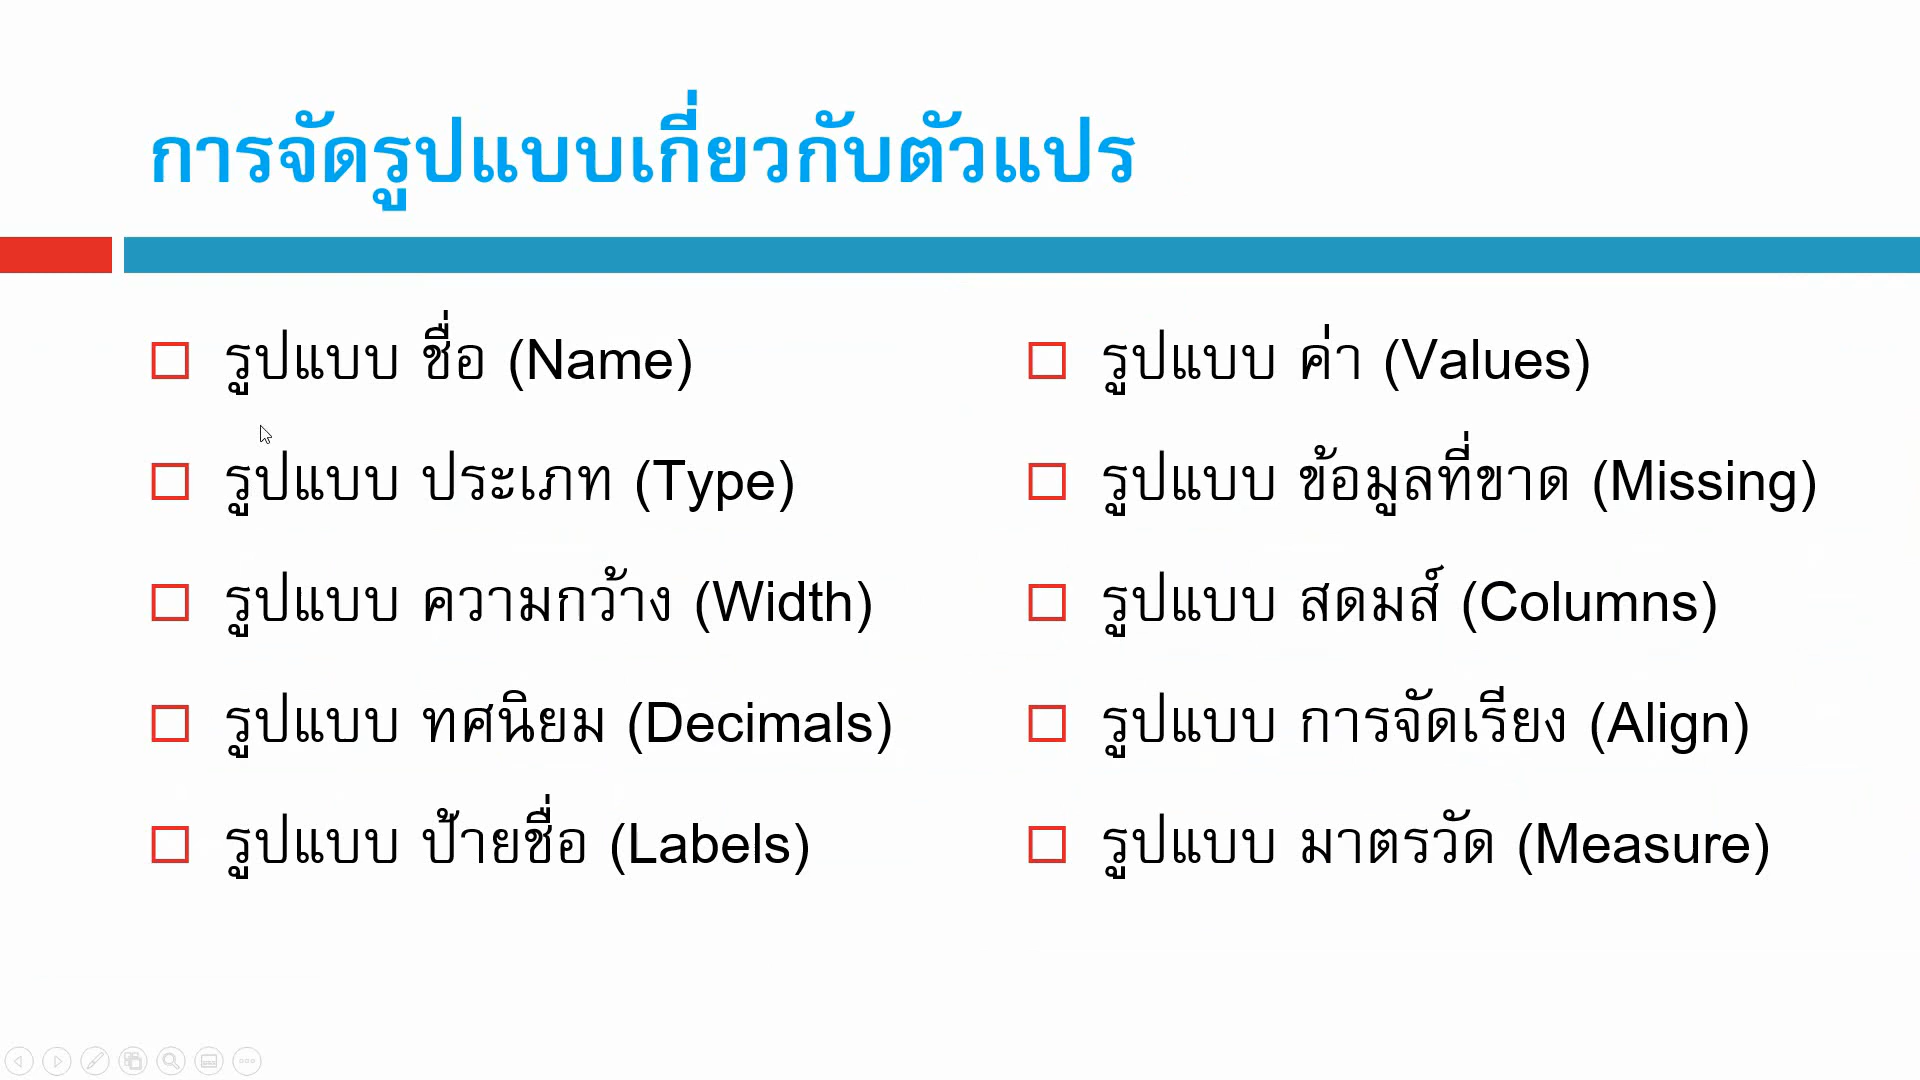 การจัดรูปแบบเกี่ยวกับตัวแปร
รูปแบบ ชื่อ (Name)
รูปแบบ ประเภท (Type)
รูปแบบ ความกว้าง (Width)
รูปแบบ ทศนิยม (Decimals)
รูปแบบ ป้ายชื่อ (Labels)
รูปแบบ ค่า (Values)
รูปแบบ ข้อมูลที่ขาด (Missing)
รูปแบบ สดมส์ (Columns)
รูปแบบ การจัดเรียง (Align)
รูปแบบ มาตรวัด (Measure)